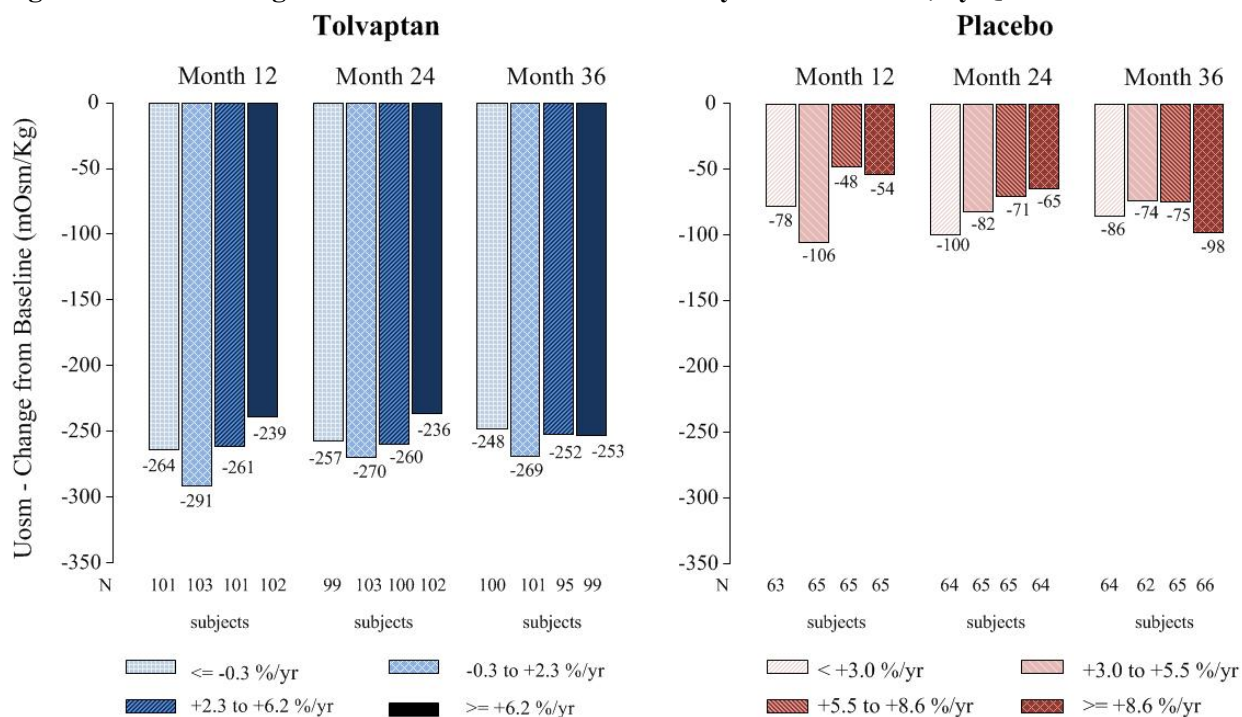 Tolvaptan
Month 12 Month 24 Month 36
Uosm - Change from Baseline (mOsm/Kg)
0
-50
-100
-150
-200
-250
-300
-350
-264 -291 -261 -239
-257 -270 -260 -236
-248 -269 -252 -253
N 101 103 101 102 99 103 100 102 100 101 95 99
subjects subjects subjects
<= -0.3 %/yr -0.3 to +2.3 %/yr
+2.3 to +6.2 %/yr >= +6.2 %/yr
Placebo
Month 12 Month 24 Month 36
0
-50
-100
-150
-200
-250
-300
-350
-78 -106 -48 -54
-100 -82 -71 -65
-86 -74 -75 -98
N 63 65 65 65 64 65 65 64 64 62 65 66
subjects subjects subjects
< +3.0 %/yr +3.0 to +5.5 %/yr
+5.5 to +8.6 %/yr >= +8.6 %/yr